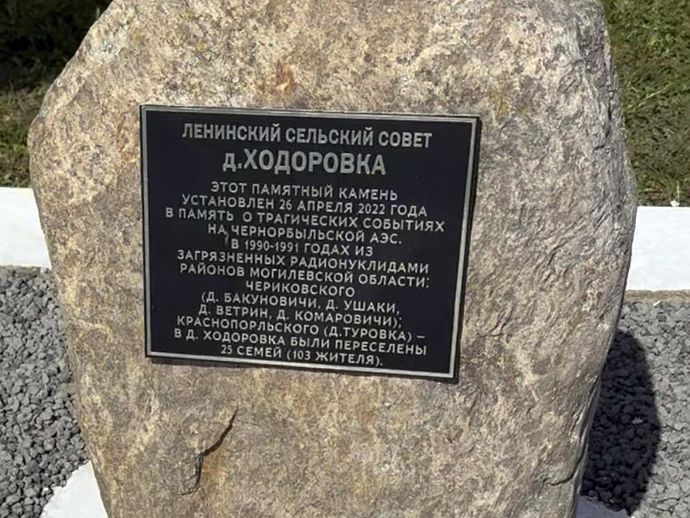 ЛЕНИНСКИЙ СЕЛЬСКИЙ СОВЕТ
д.ХОДОРОВКА
ЭТОТ ПАМЯТНЫЙ КАМЕНЬ
УСТАНОВЛЕН 26 АПРЕЛЯ 2022 ГОДА
В ПАМЯТЬ О ТРАГИЧЕСКИХ СОБЫТИЯХ
НА ЧЕРНОРБЫЛЬСКОЙ АЭС.
В 1990-1991 ГОДАХ ИЗ
ЗАГРЯЗНЕННЫХ РАДИОНУКЛИДАМИ
РАЙОНОВ МОГИЛЕВСКОЙ ОБЛАСТИ:
ЧЕРИКОВСКОГО
(Д. БАКУНОВИЧИ, Д. УШАКИ,
Д. ВЕТРИН, Д. КОМАРОВИЧИ);
КРАСНОПОРЛЬСКОГО (Д.ТУРОВКА) –
В Д. ХОДОРОВКА БЫЛИ ПЕРЕСЕЛЕНЫ
25 СЕМЕЙ (103 ЖИТЕЛЯ).